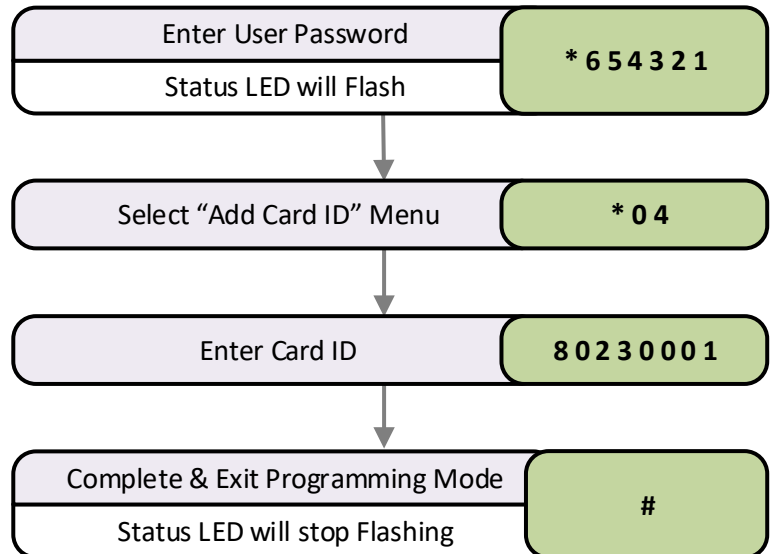 Enter User Password
* 6 5 4 3 2 1
Status LED will Flash
Select “Add Card ID” Menu
* 0 4
Enter Card ID
8 0 2 3 0 0 0 1
Complete & Exit Programming Mode
#
Status LED will stop Flashing